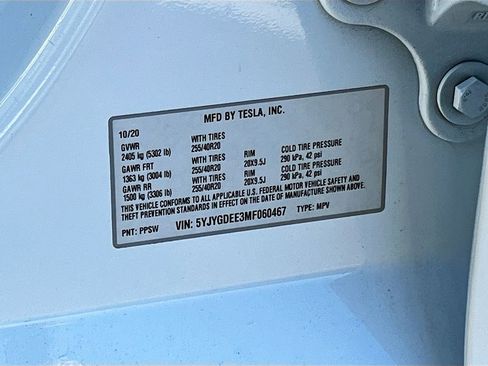 MFD BY TESLA, INC.
10/20
GVWR WITH TIRES
2405 kg (5302 lb) 255/40R20 RIM COLD TIRE PRESSURE
GAWR FRT WITH TIRES 20X9.5J 290 kPa, 42 psi
1363 kg (3004 lb) 255/40R20 RIM COLD TIRE PRESSURE
GAWR RR WITH TIRES 20X9.5J 290 kPa, 42 psi
1500 kg (3306 lb) 255/40R20
THIS VEHICLE CONFORMS TO ALL APPLICABLE U.S. FEDERAL MOTOR VEHICLE SAFETY AND
THEFT PREVENTION STANDARDS IN EFFECT ON THE DATE OF MANUFACTURE SHOWN ABOVE.
PNT: PPSW VIN: 5YJYGDEE3MF060467 TYPE: MPV